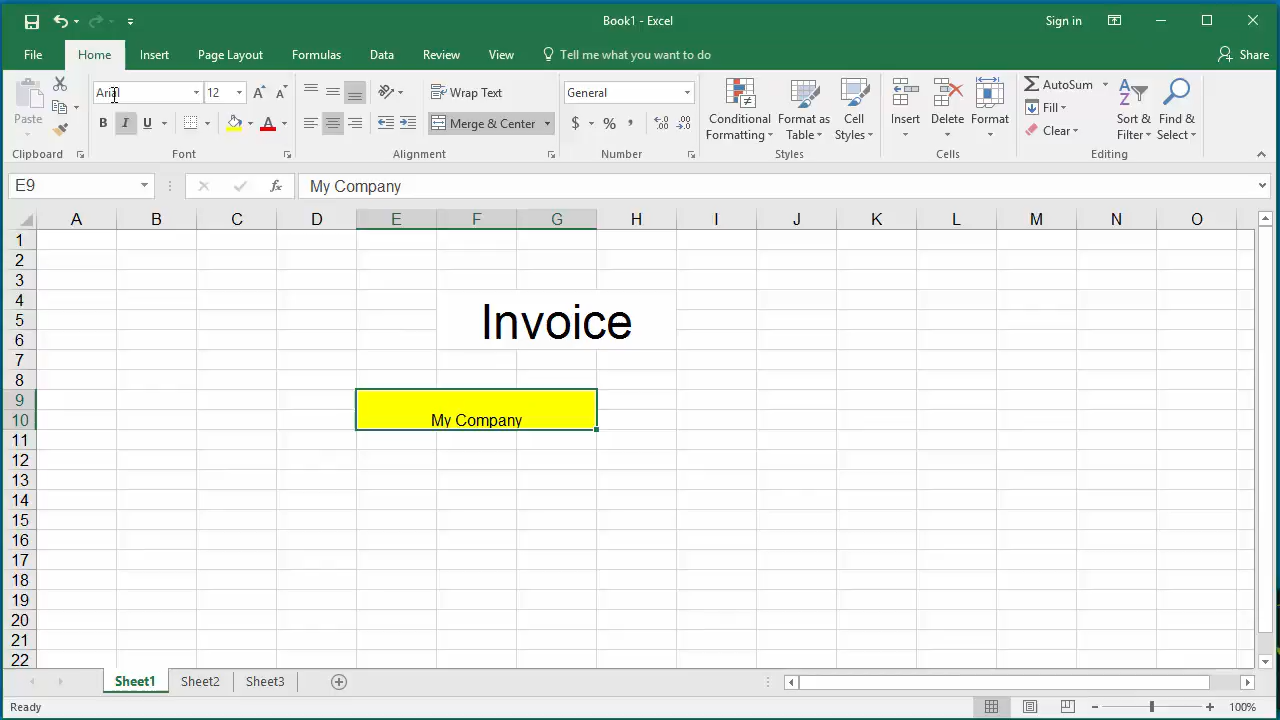 Book1 - Excel
Sign in
File Home Insert Page Layout Formulas Data Review View Tell me what you want to do Share
12
Wrap Text
General
AutoSum
Paste
B I U
A
Merge & Center
$ % ,
Conditional Formatting
Format as Table
Cell Styles
Insert
Delete
Format
Fill
Clear
Sort & Filter
Find & Select
Clipboard Font Alignment Number Styles Cells Editing
E9 fx My Company
A B C D E F G H I J K L M N O
1
2
3
4
5
Invoice
6
7
8
9
10 My Company
11
12
13
14
15
16
17
18
19
20
21
22
Sheet1 Sheet2 Sheet3
Ready 100%